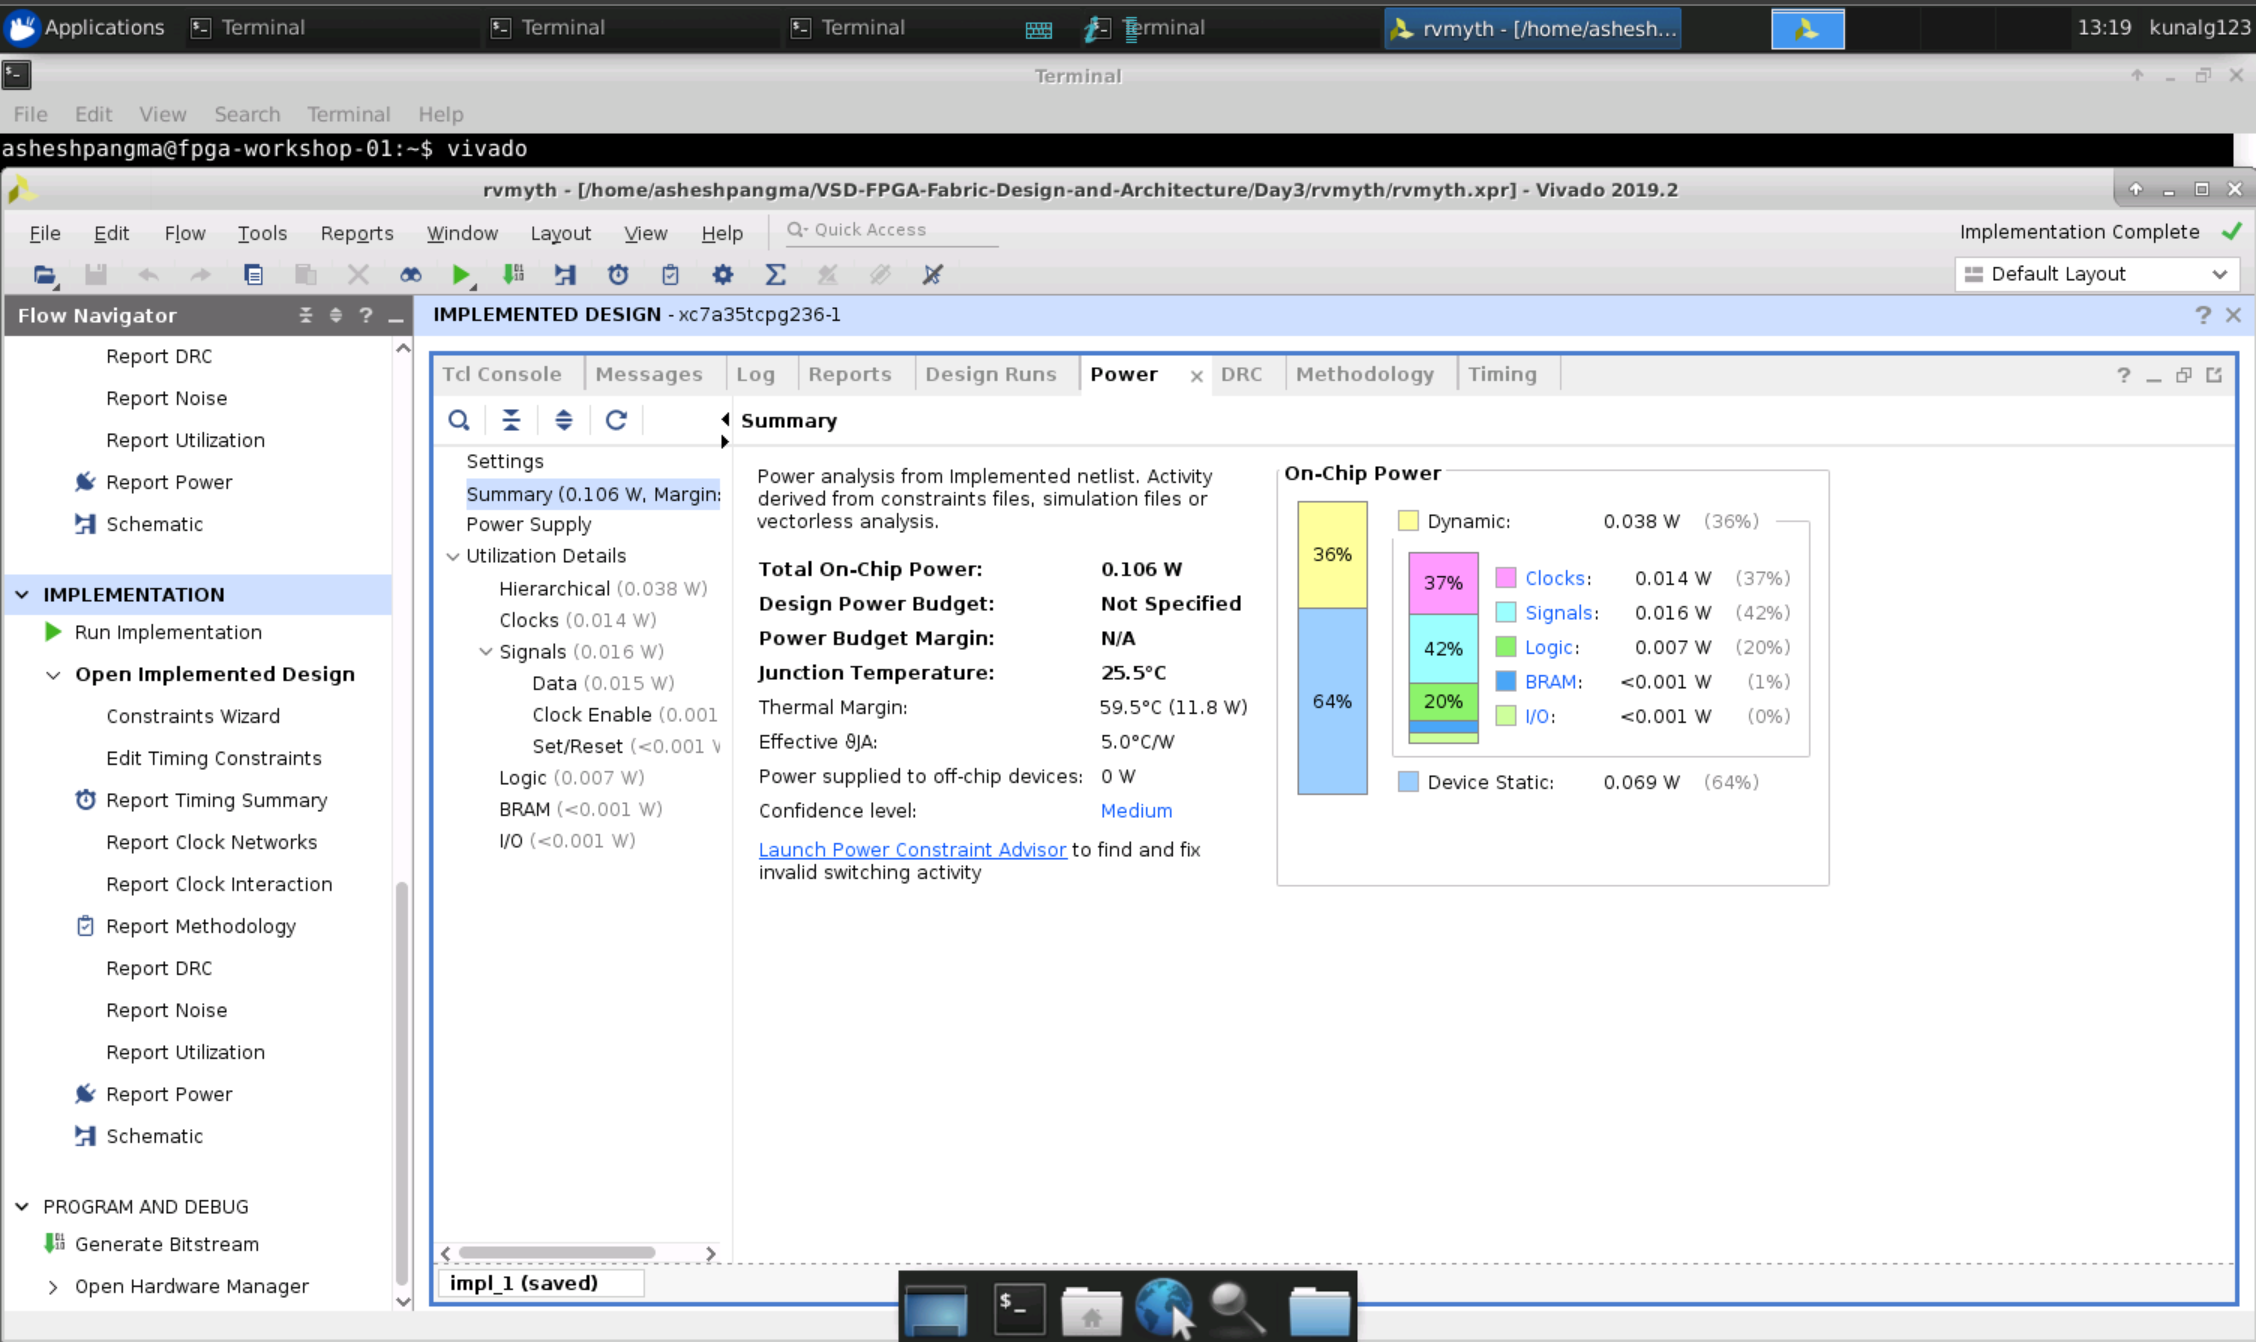 Applications
Terminal
Terminal
Terminal
Terminal
rvmyth - [/home/ashesh...
13:19
kunalg123
Terminal
File Edit View Search Terminal Help
asheshpangma@fpga-workshop-01:~$ vivado
rvmyth - [/home/asheshpangma/VSD-FPGA-Fabric-Design-and-Architecture/Day3/rvmyth/rvmyth.xpr] - Vivado 2019.2
File Edit Flow Tools Reports Window Layout View Help
Quick Access
Implementation Complete
Default Layout
Flow Navigator
IMPLEMENTED DESIGN - xc7a35tcpg236-1
Report DRC
Report Noise
Report Utilization
Report Power
Schematic
IMPLEMENTATION
Run Implementation
Open Implemented Design
Constraints Wizard
Edit Timing Constraints
Report Timing Summary
Report Clock Networks
Report Clock Interaction
Report Methodology
Report DRC
Report Noise
Report Utilization
Report Power
Schematic
PROGRAM AND DEBUG
Generate Bitstream
Open Hardware Manager
Tcl Console Messages Log Reports Design Runs Power DRC Methodology Timing
Settings
Summary (0.106 W, Margin:
Power Supply
Utilization Details
Hierarchical (0.038 W)
Clocks (0.014 W)
Signals (0.016 W)
Data (0.015 W)
Clock Enable (0.001
Set/Reset (<0.001 W
Logic (0.007 W)
BRAM (<0.001 W)
I/O (<0.001 W)
Summary
Power analysis from Implemented netlist. Activity
derived from constraints files, simulation files or
vectorless analysis.
Total On-Chip Power: 0.106 W
Design Power Budget: Not Specified
Power Budget Margin: N/A
Junction Temperature: 25.5°C
Thermal Margin: 59.5°C (11.8 W)
Effective ϑJA: 5.0°C/W
Power supplied to off-chip devices: 0 W
Confidence level: Medium
Launch Power Constraint Advisor to find and fix
invalid switching activity
On-Chip Power
36%
64%
Dynamic: 0.038 W (36%)
37%
42%
20%
Clocks: 0.014 W (37%)
Signals: 0.016 W (42%)
Logic: 0.007 W (20%)
BRAM: <0.001 W (1%)
I/O: <0.001 W (0%)
Device Static: 0.069 W (64%)
impl_1 (saved)